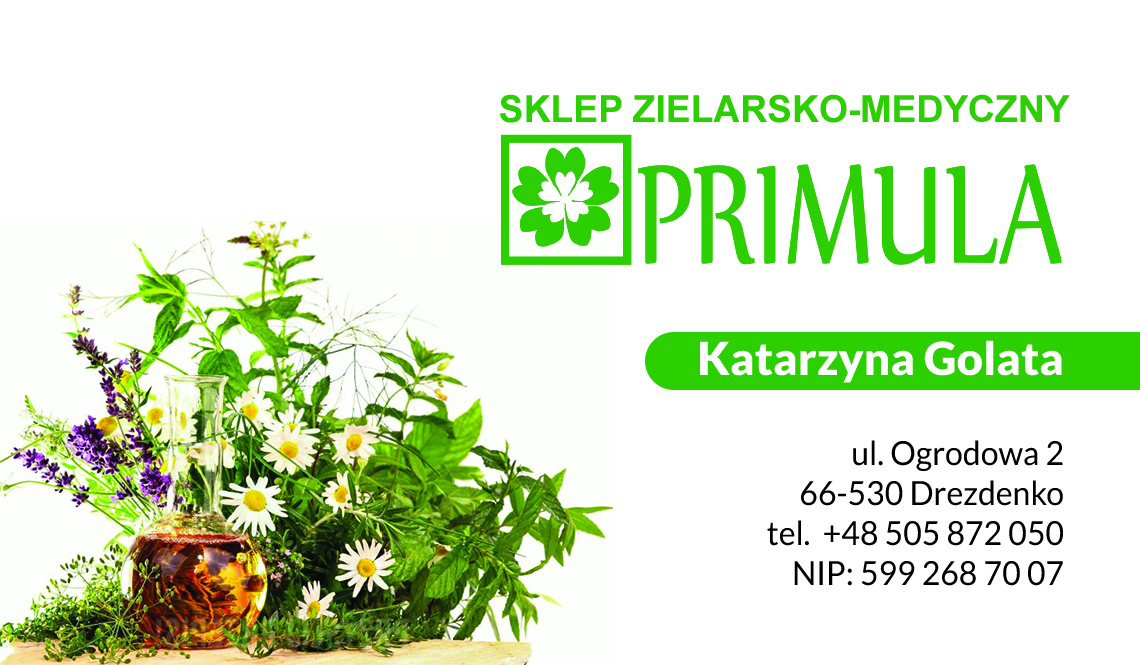 SKLEP ZIELARSKO-MEDYCZNY
PRIMULA
Katarzyna Golata
ul. Ogrodowa 2
66-530 Drezdenko
tel. +48 505 872 050
NIP: 599 268 70 07